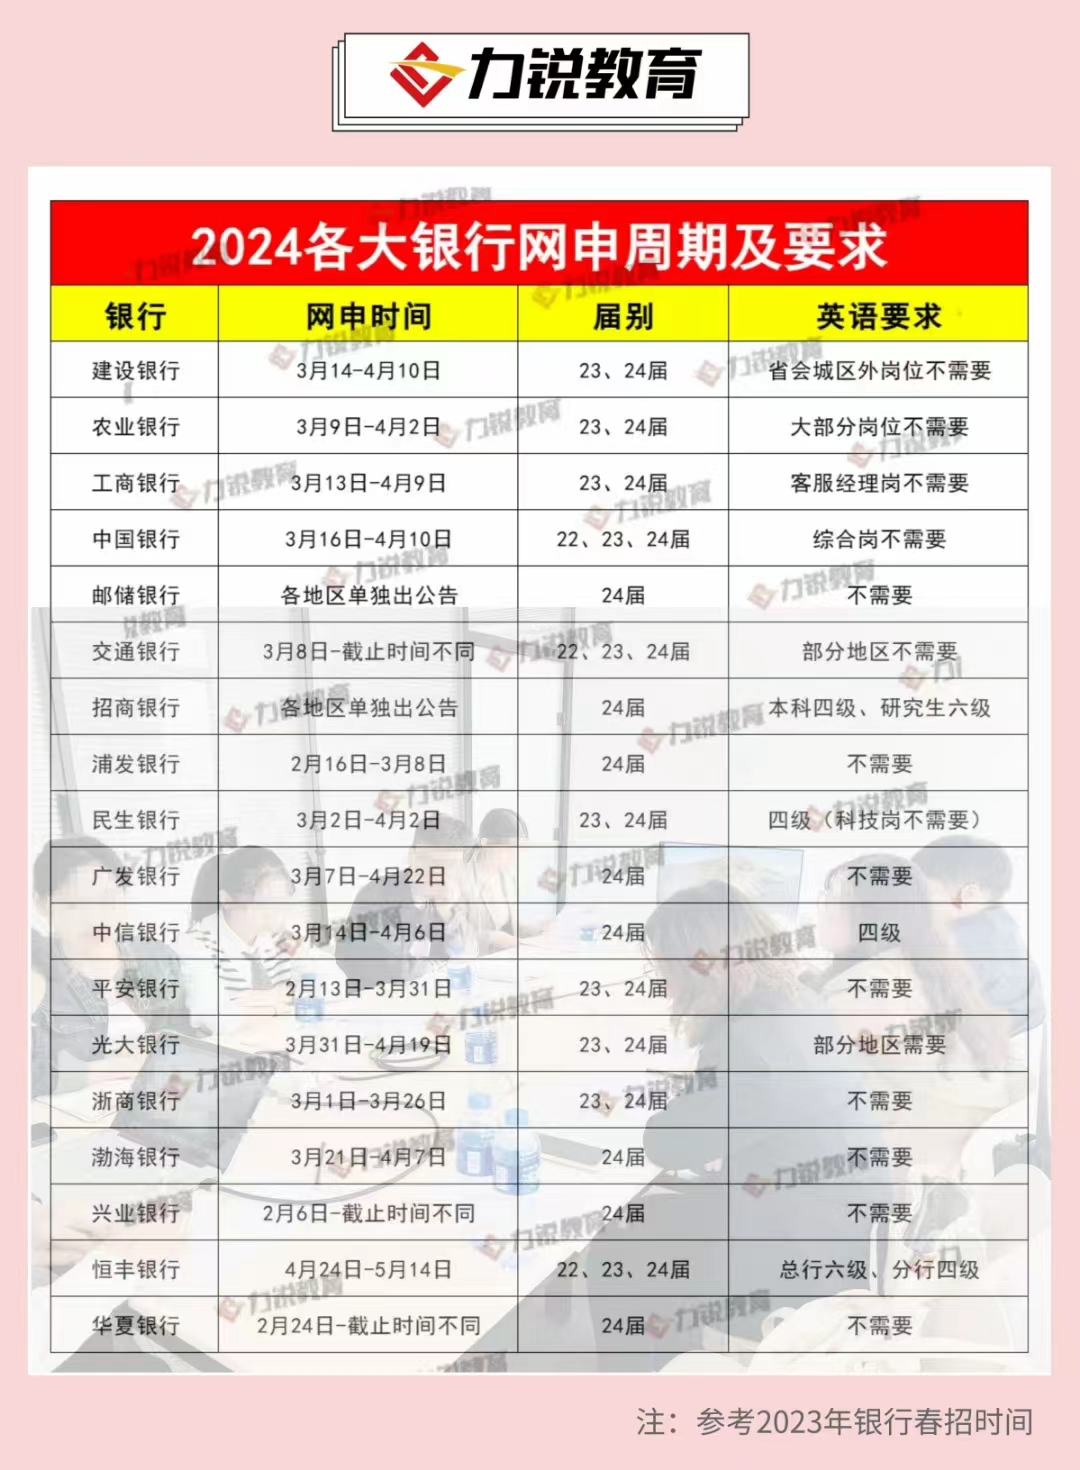 力锐教育
2024各大银行网申周期及要求
银行 网申时间 届别 英语要求
建设银行 3月14-4月10日 23、24届 省会城区外岗位不需要
农业银行 3月9日-4月2日 23、24届 大部分岗位不需要
工商银行 3月13日-4月9日 23、24届 客服经理岗不需要
中国银行 3月16日-4月10日 22、23、24届 综合岗不需要
邮储银行 各地区单独出公告 24届 不需要
交通银行 3月8日-截止时间不同 22、23、24届 部分地区不需要
招商银行 各地区单独出公告 24届 本科四级、研究生六级
浦发银行 2月16日-3月8日 24届 不需要
民生银行 3月2日-4月2日 23、24届 四级（科技岗不需要）
广发银行 3月7日-4月22日 24届 不需要
中信银行 3月14日-4月6日 24届 四级
平安银行 2月13日-3月31日 23、24届 不需要
光大银行 3月31日-4月19日 23、24届 部分地区需要
浙商银行 3月1日-3月26日 23、24届 不需要
渤海银行 3月21日-4月7日 24届 不需要
兴业银行 2月6日-截止时间不同 24届 不需要
恒丰银行 4月24日-5月14日 22、23、24届 总行六级、分行四级
华夏银行 2月24日-截止时间不同 24届 不需要
注：参考2023年银行春招时间